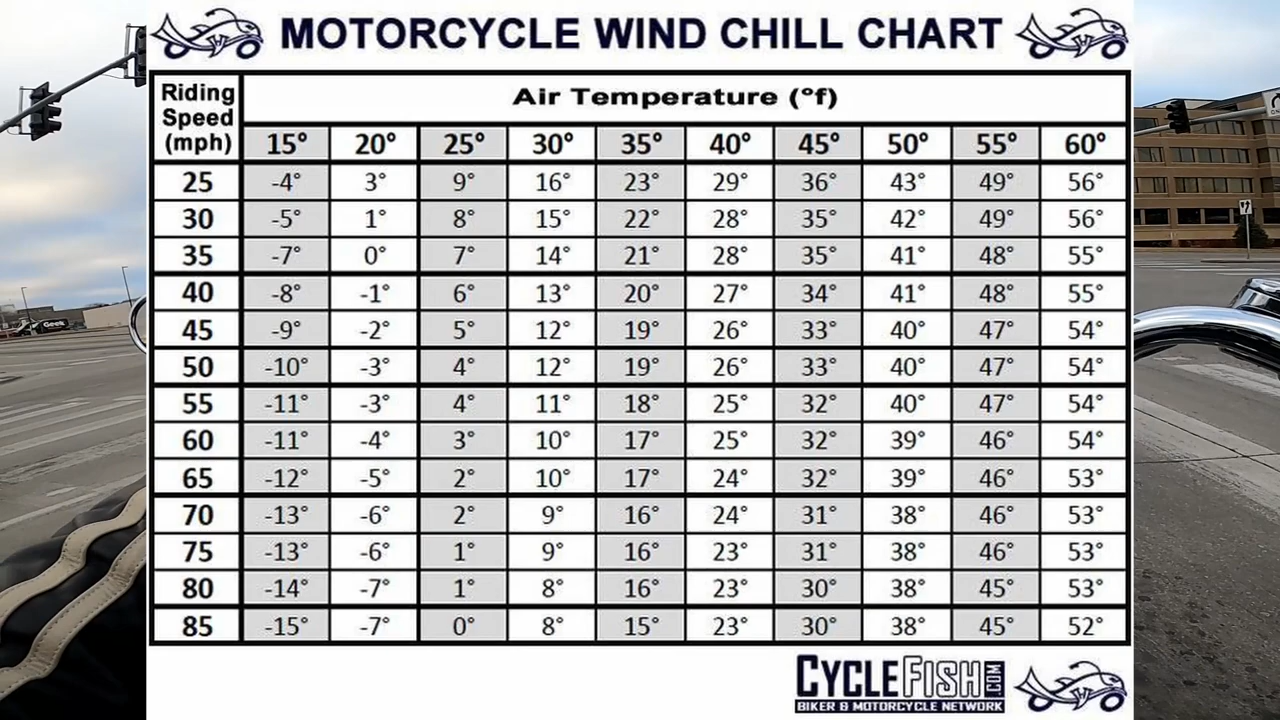 MOTORCYCLE WIND CHILL CHART
Riding Speed (mph) Air Temperature (ºf)
15° 20° 25° 30° 35° 40° 45° 50° 55° 60°
25 -4° 3° 9° 16° 23° 29° 36° 43° 49° 56°
30 -5° 1° 8° 15° 22° 28° 35° 42° 49° 56°
35 -7° 0° 7° 14° 21° 28° 35° 41° 48° 55°
40 -8° -1° 6° 13° 20° 27° 34° 41° 48° 55°
45 -9° -2° 5° 12° 19° 26° 33° 40° 47° 54°
50 -10° -3° 4° 12° 19° 26° 33° 40° 47° 54°
55 -11° -3° 4° 11° 18° 25° 32° 40° 47° 54°
60 -11° -4° 3° 10° 17° 25° 32° 39° 46° 54°
65 -12° -5° 2° 10° 17° 24° 32° 39° 46° 53°
70 -13° -6° 2° 9° 16° 24° 31° 38° 46° 53°
75 -13° -6° 1° 9° 16° 23° 31° 38° 46° 53°
80 -14° -7° 1° 8° 16° 23° 30° 38° 45° 53°
85 -15° -7° 0° 8° 15° 23° 30° 38° 45° 52°
CYCLEFISH.COM
BIKER & MOTORCYCLE NETWORK
Geek